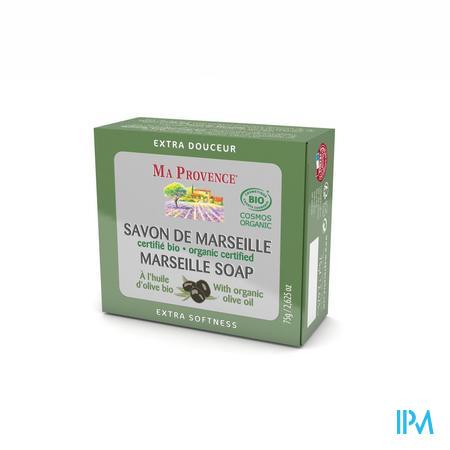 EXTRA DOUCEUR
MA PROVENCE
BIO
COSMOS
ORGANIC
SAVON DE MARSEILLE
certifié bio • organic certified
MARSEILLE SOAP
À l'huile
d'olive bio
With organic
olive oil
EXTRA SOFTNESS
75g / 2,625 oz
IPM